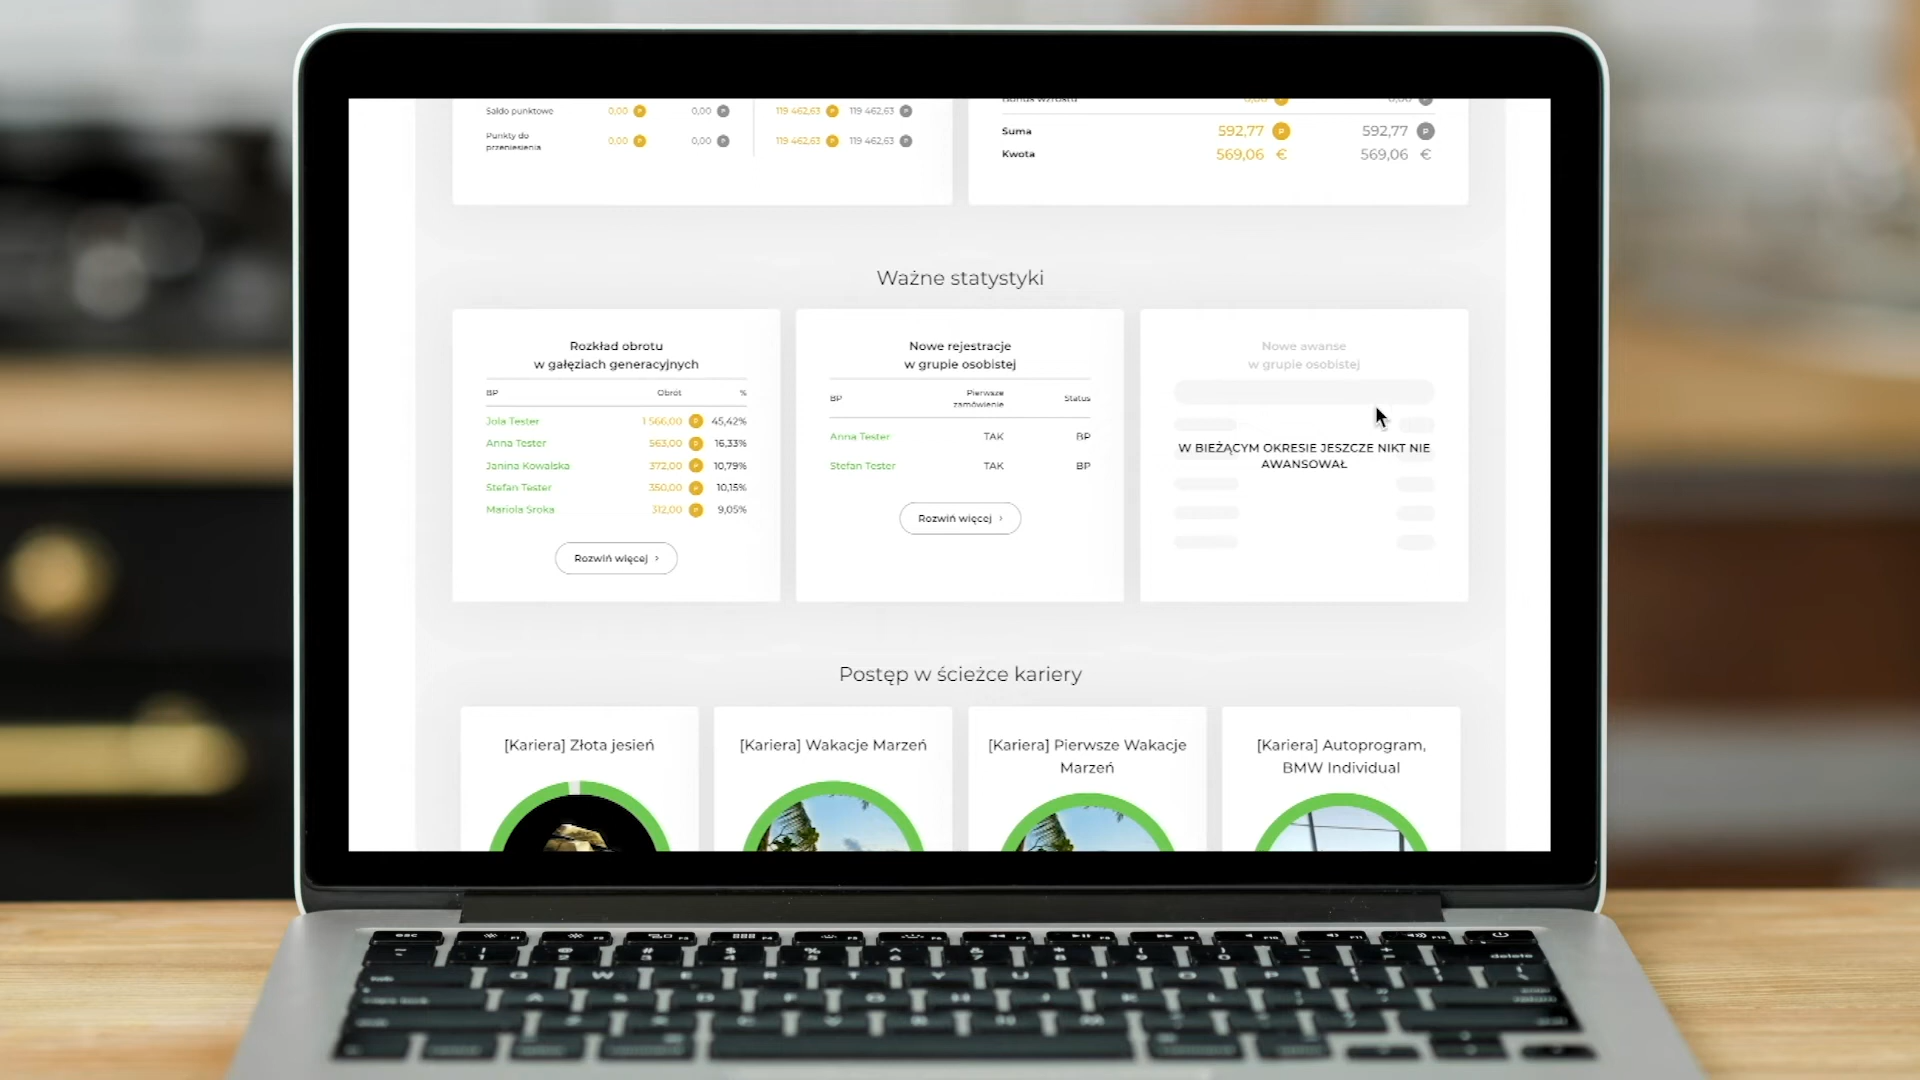 Saldo punktowe 0,00 P 0,00 P 119 462,63 P 119 462,63 P
Punkty do
przeniesienia 0,00 P 0,00 P 119 462,63 P 119 462,63 P
Suma 592,77 P 592,77 P
Kwota 569,06 € 569,06 €
Ważne statystyki
Rozkład obrotu
w gałęziach generacyjnych
BP Obrót %
Jola Tester 1 566,00 P 45,42%
Anna Tester 563,00 P 16,33%
Janina Kowalska 372,00 P 10,79%
Stefan Tester 350,00 P 10,15%
Mariola Sroka 312,00 P 9,05%
Rozwiń więcej ›
Nowe rejestracje
w grupie osobistej
BP Pierwsze
zamówienie Status
Anna Tester TAK BP
Stefan Tester TAK BP
Rozwiń więcej ›
Nowe awanse
w grupie osobistej
W BIEŻĄCYM OKRESIE JESZCZE NIKT NIE
AWANSOWAŁ.
Postęp w ścieżce kariery
[Kariera] Złota jesień
[Kariera] Wakacje Marzeń
[Kariera] Pierwsze Wakacje
Marzeń
[Kariera] Autoprogram,
BMW Individual